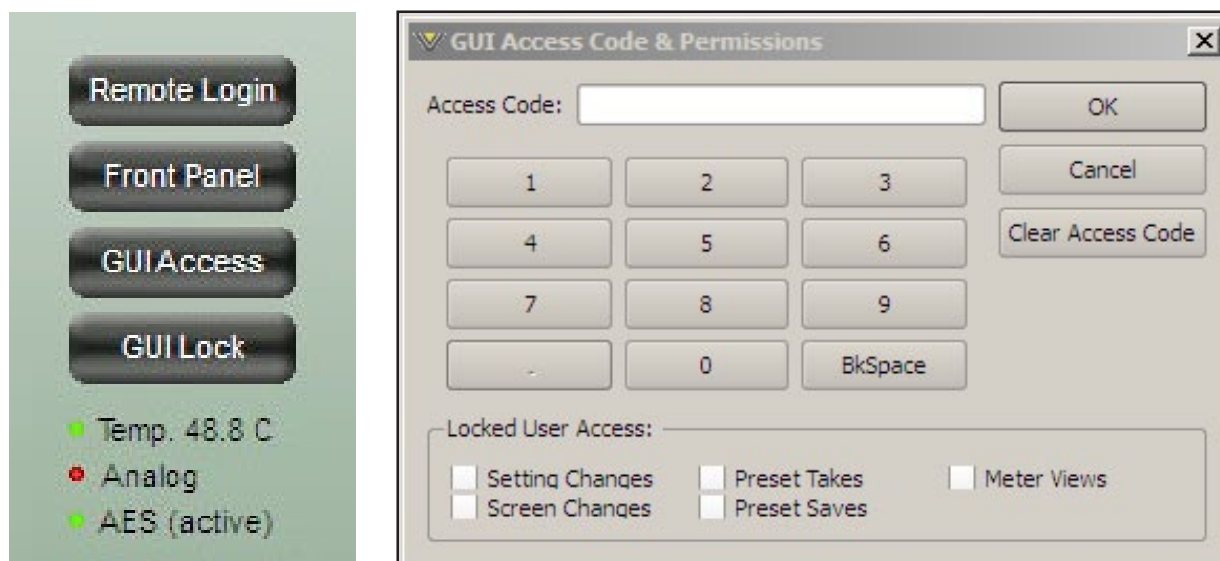 Remote Login
Front Panel
GUI Access
GUI Lock
Temp. 48.8 C
Analog
AES (active)
GUI Access Code & Permissions
Access Code:
OK
1 2 3 Cancel
4 5 6 Clear Access Code
7 8 9
. 0 BkSpace
Locked User Access:
Setting Changes Preset Takes Meter Views
Screen Changes Preset Saves